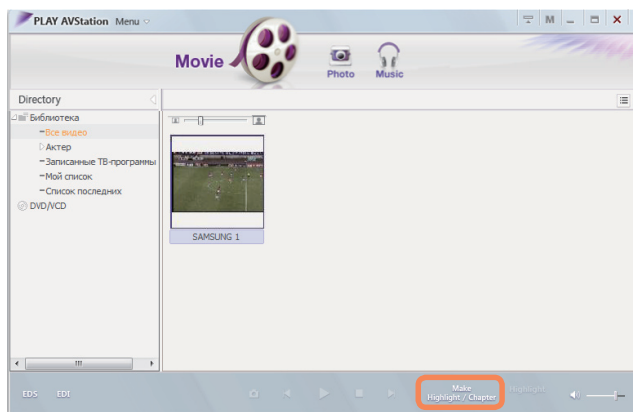 PLAY AVStation Menu
M
Movie
Photo
Music
Directory
Библиотека
Все видео
Актер
Записанные ТВ-программы
Мой список
Список последних
DVD/VCD
SAMSUNG 1
EDS EDI
Make
Highlight / Chapter
Highlight